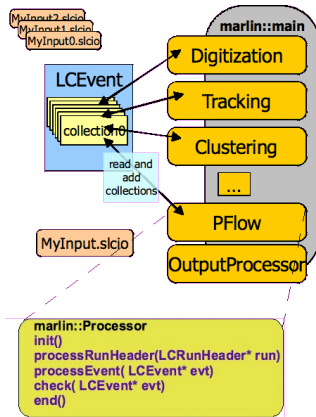 MyInput2.slcio
MyInput1.slcio
MyInput0.slcio
marlin::main
Digitization
LCEvent
Tracking
collection0
Clustering
read and
add
collections
...
PFlow
MyInput.slcio
OutputProcessor
marlin::Processor
init()
processRunHeader(LCRunHeader* run)
processEvent( LCEvent* evt)
check( LCEvent* evt)
end()